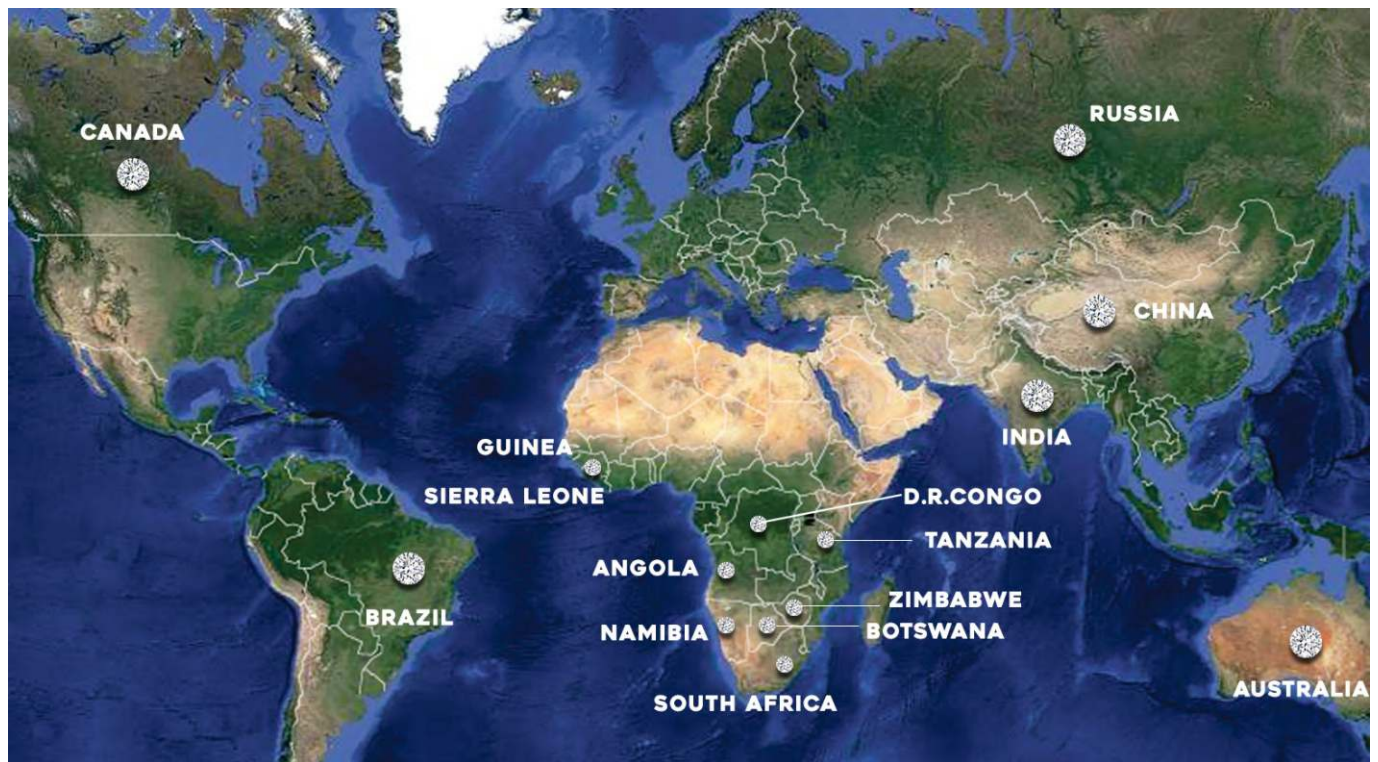 RUSSIA
CANADA
CHINA
INDIA
GUINEA
SIERRA LEONE
D.R.CONGO
TANZANIA
ANGOLA
ZIMBABWE
BRAZIL
NAMIBIA
BOTSWANA
AUSTRALIA
SOUTH AFRICA